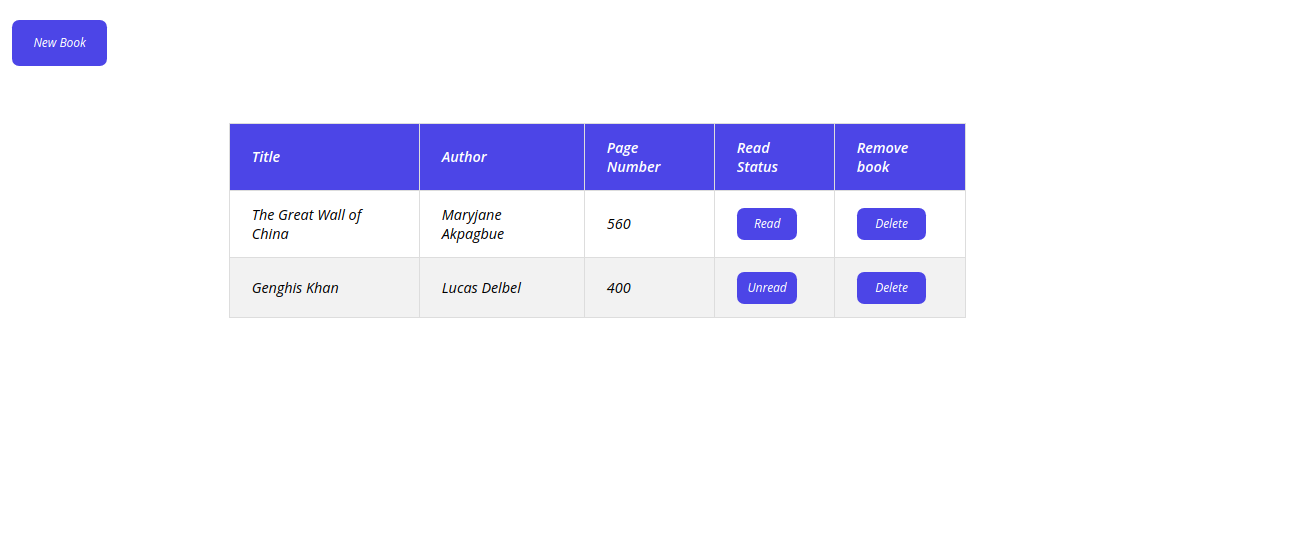 New Book
Title
Author
Page
Number
Read
Status
Remove
book
The Great Wall of
China
Maryjane
Akpagbue
560
Read
Delete
Genghis Khan
Lucas Delbel
400
Unread
Delete